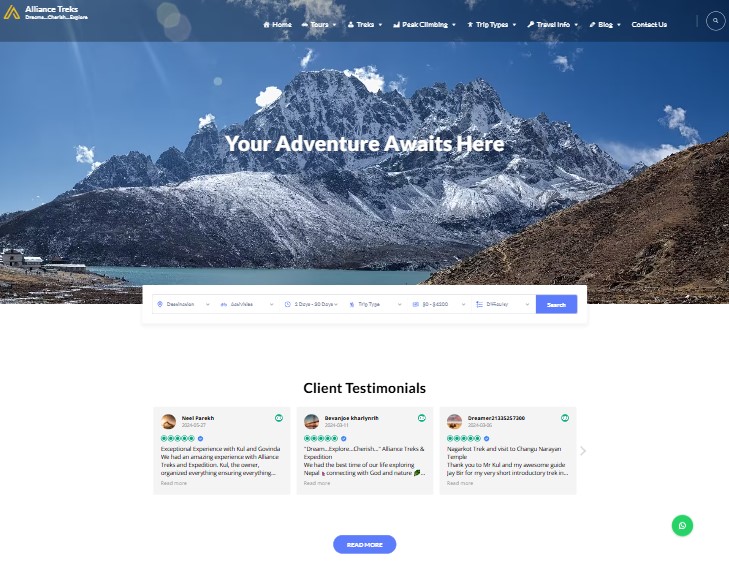 Alliance Treks
Dreams...Cherish...Explore
Home
Tours
Treks
Peak Climbing
Trip Types
Travel Info
Blog
Contact Us
Your Adventure Awaits Here
Destination
Activities
2 Days - 30 Days
Trip Type
$0 - $4200
Difficulty
Search
Client Testimonials
Neel Parekh
2024-05-27
Exceptional Experience with Kul and Govinda
We had an amazing experience with Alliance
Treks and Expedition. Kul, the owner,
organized everything ensuring everything...
Read more
Bevanjoe kharlynrih
2024-03-11
"Dream...Explore...Cherish..." Alliance Treks &
Expedition
We had the best time of our life exploring
Nepal & connecting with God and nature 🌿...
Read more
Dreamer21335257300
2024-03-06
Nagarkot Trek and visit to Changu Narayan
Temple
Thank you to Mr Kul and my awesome guide
Jay Bir for my very short introductory trek in...
Read more
READ MORE